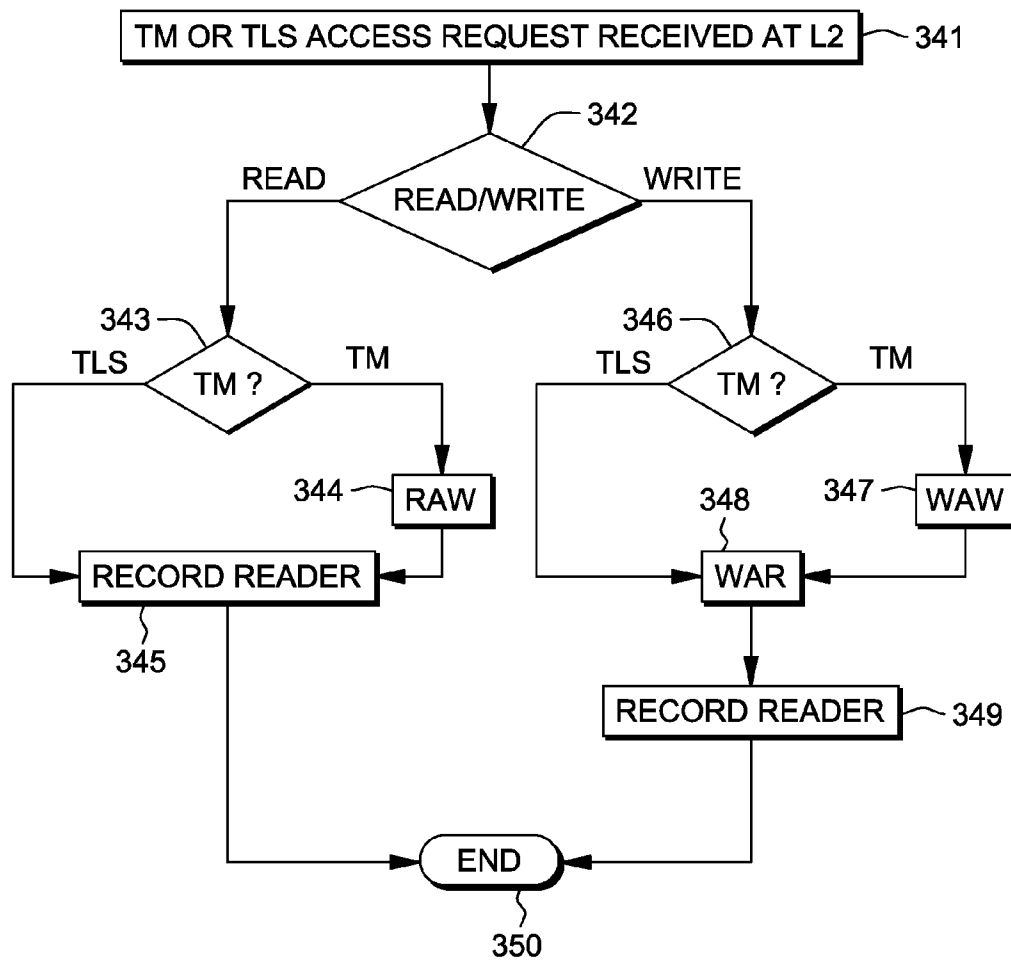 TM OR TLS ACCESS REQUEST RECEIVED AT L2
341
342
READ
READ/WRITE
WRITE
343
TLS
TM ?
TM
346
TLS
TM ?
TM
344
RAW
348
347
WAW
RECORD READER
345
WAR
RECORD READER
349
END
350